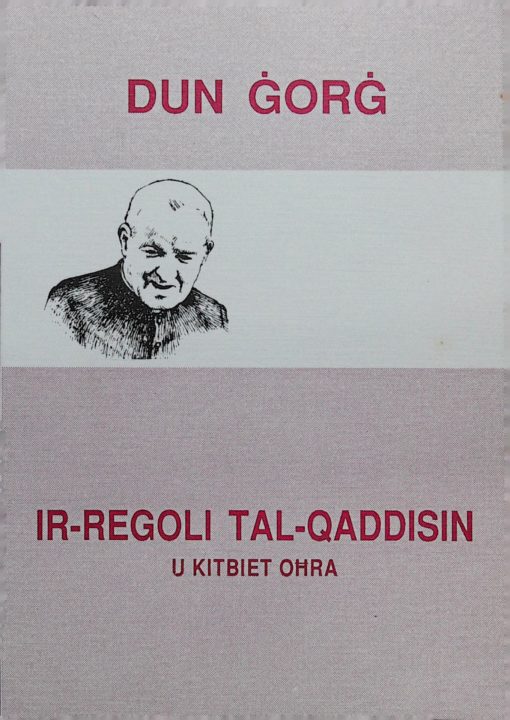 DUN ĠORĠ
IR-REGOLI TAL-QADDISIN
U KITBIET OĦRA